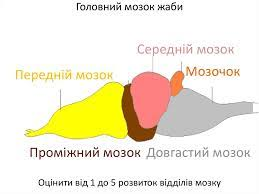 Головний мозок жаби
Середній мозок
Передній мозок
Мозочок
Проміжний мозок
Довгастий мозок
Оцінити від 1 до 5 розвиток відділів мозку